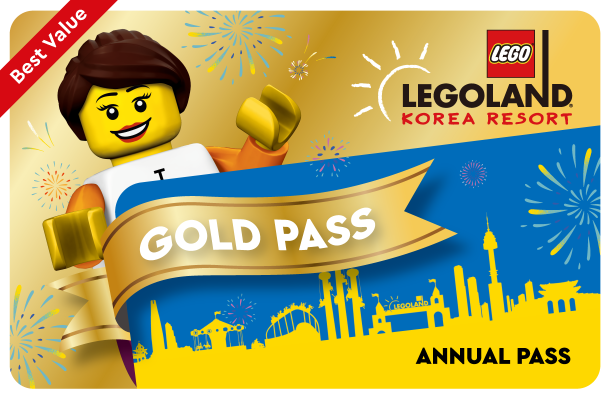 Best Value
LEGO
LEGOLAND
KOREA RESORT
T
GOLD PASS
LEGOLAND
ANNUAL PASS